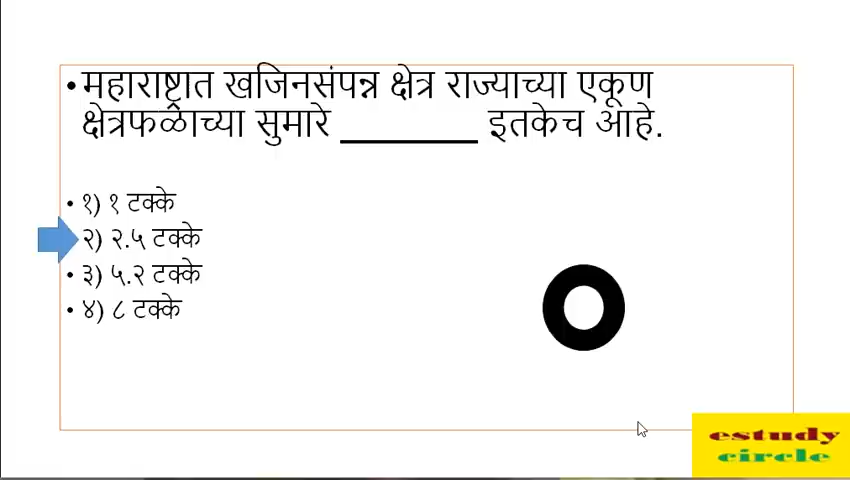 • महाराष्ट्रात खजिनसंपन्न क्षेत्र राज्याच्या एकूण
क्षेत्रफळाच्या सुमारे ________ इतकेच आहे.
• १) १ टक्के
२) २.५ टक्के
• ३) ५.२ टक्के
• ४) ८ टक्के
estudy
circle